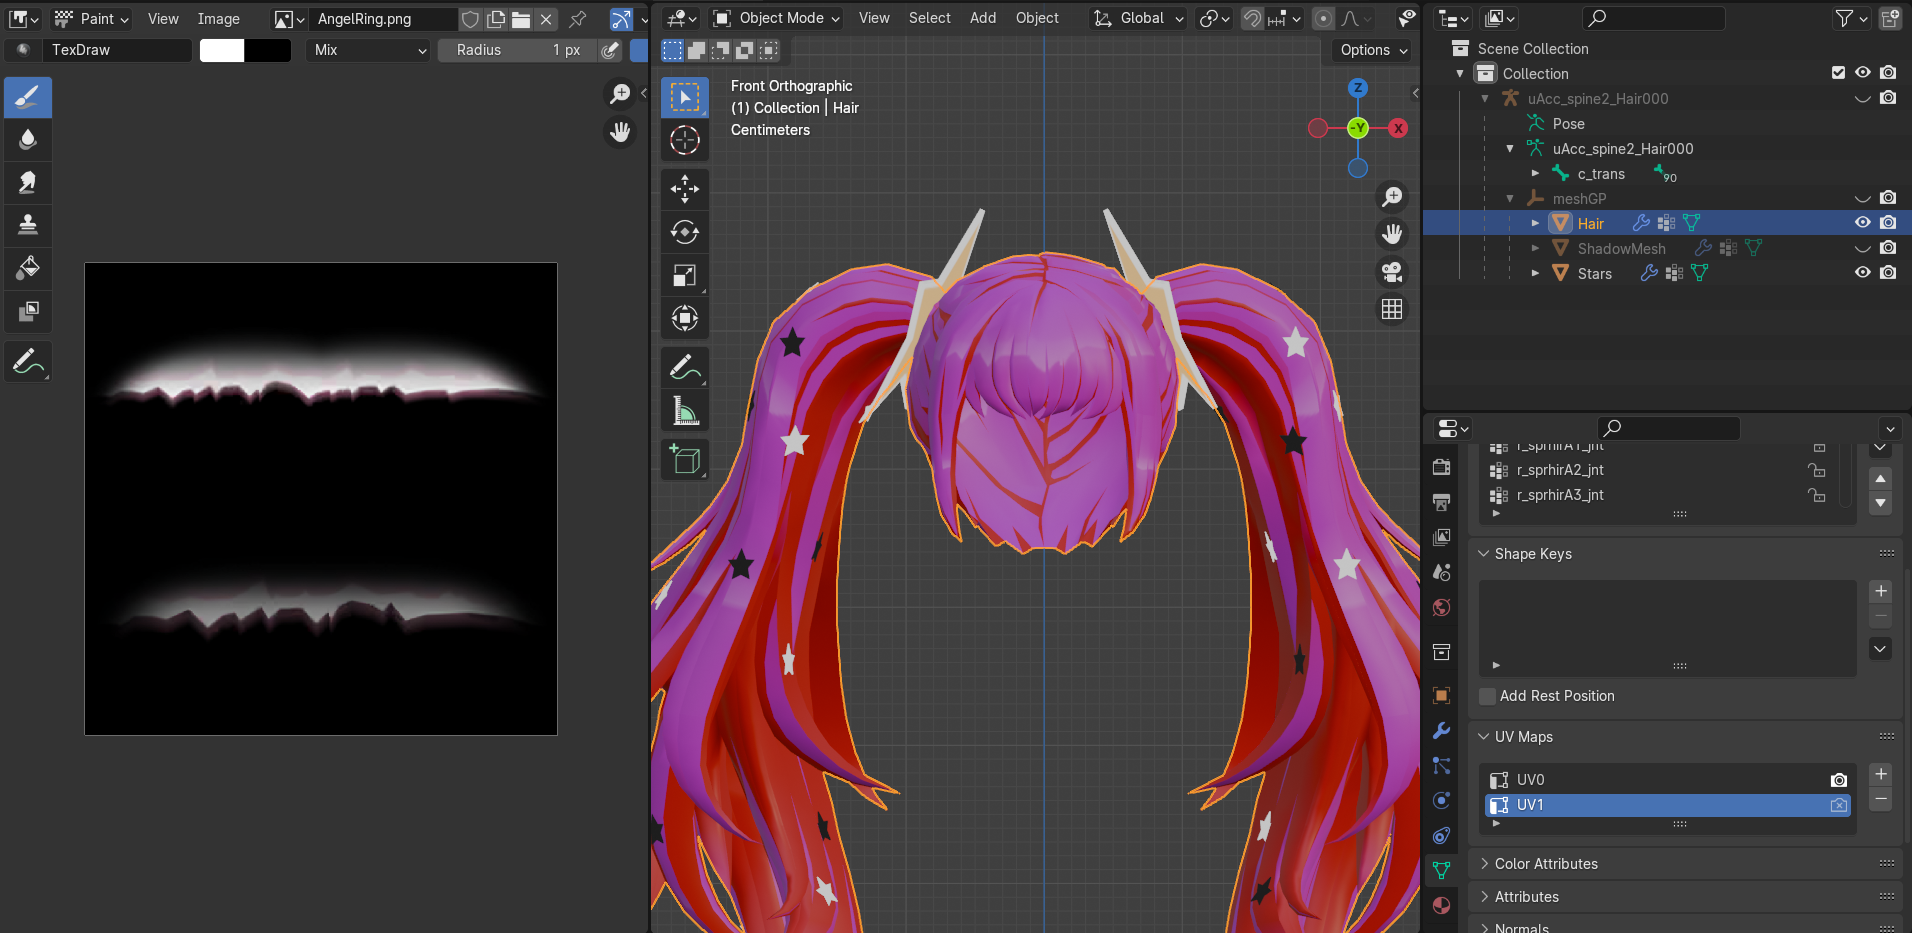 Paint
View
Image
AngelRing.png
TexDraw
Mix
Radius
1 px
Object Mode
View
Select
Add
Object
Global
Options
Front Orthographic
(1) Collection | Hair
Centimeters
Z
-Y
X
Scene Collection
Collection
uAcc_spine2_Hair000
Pose
uAcc_spine2_Hair000
c_trans
90
meshGP
Hair
ShadowMesh
Stars
r_sprhirA1_jnt
r_sprhirA2_jnt
r_sprhirA3_jnt
Shape Keys
Add Rest Position
UV Maps
UV0
UV1
Color Attributes
Attributes
Normals